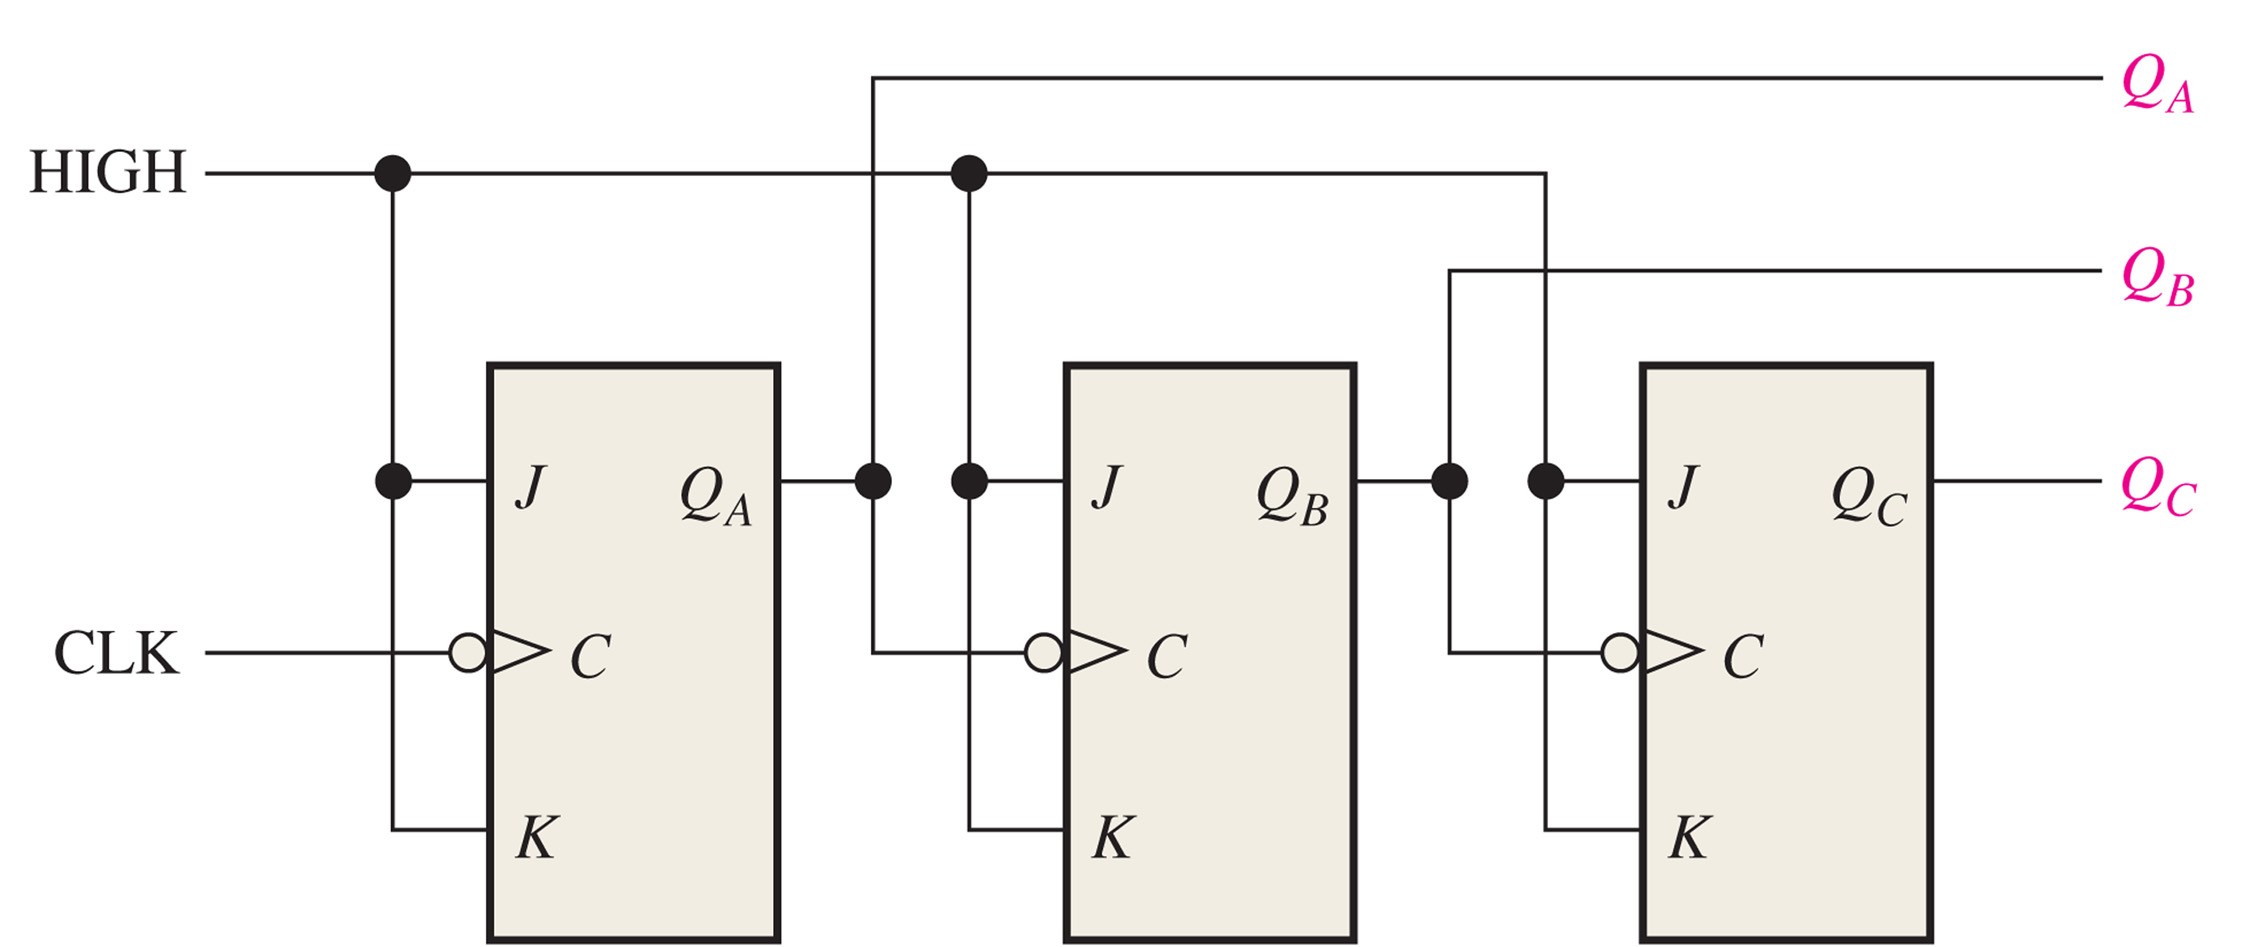 Q_A
HIGH
Q_B
J Q_A J Q_B J Q_C Q_C
CLK C C C
K K K